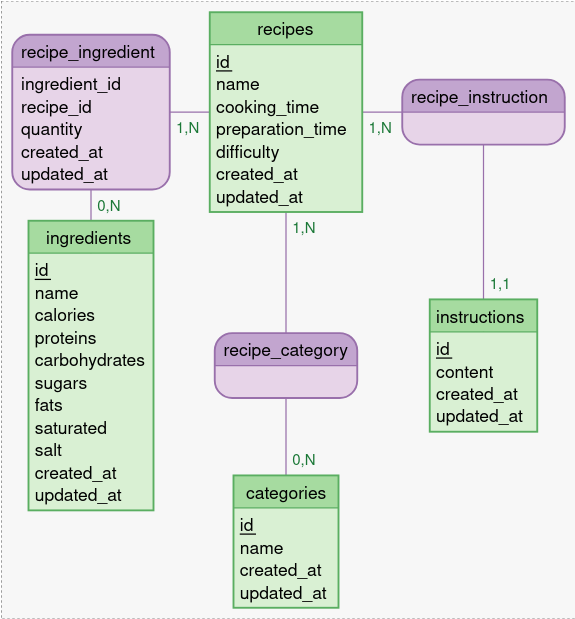 recipe_ingredient
ingredient_id
recipe_id
quantity
created_at
updated_at
1,N
0,N
recipes
id
name
cooking_time
preparation_time
difficulty
created_at
updated_at
1,N
1,N
recipe_instruction
1,1
ingredients
id
name
calories
proteins
carbohydrates
sugars
fats
saturated
salt
created_at
updated_at
recipe_category
0,N
instructions
id
content
created_at
updated_at
categories
id
name
created_at
updated_at